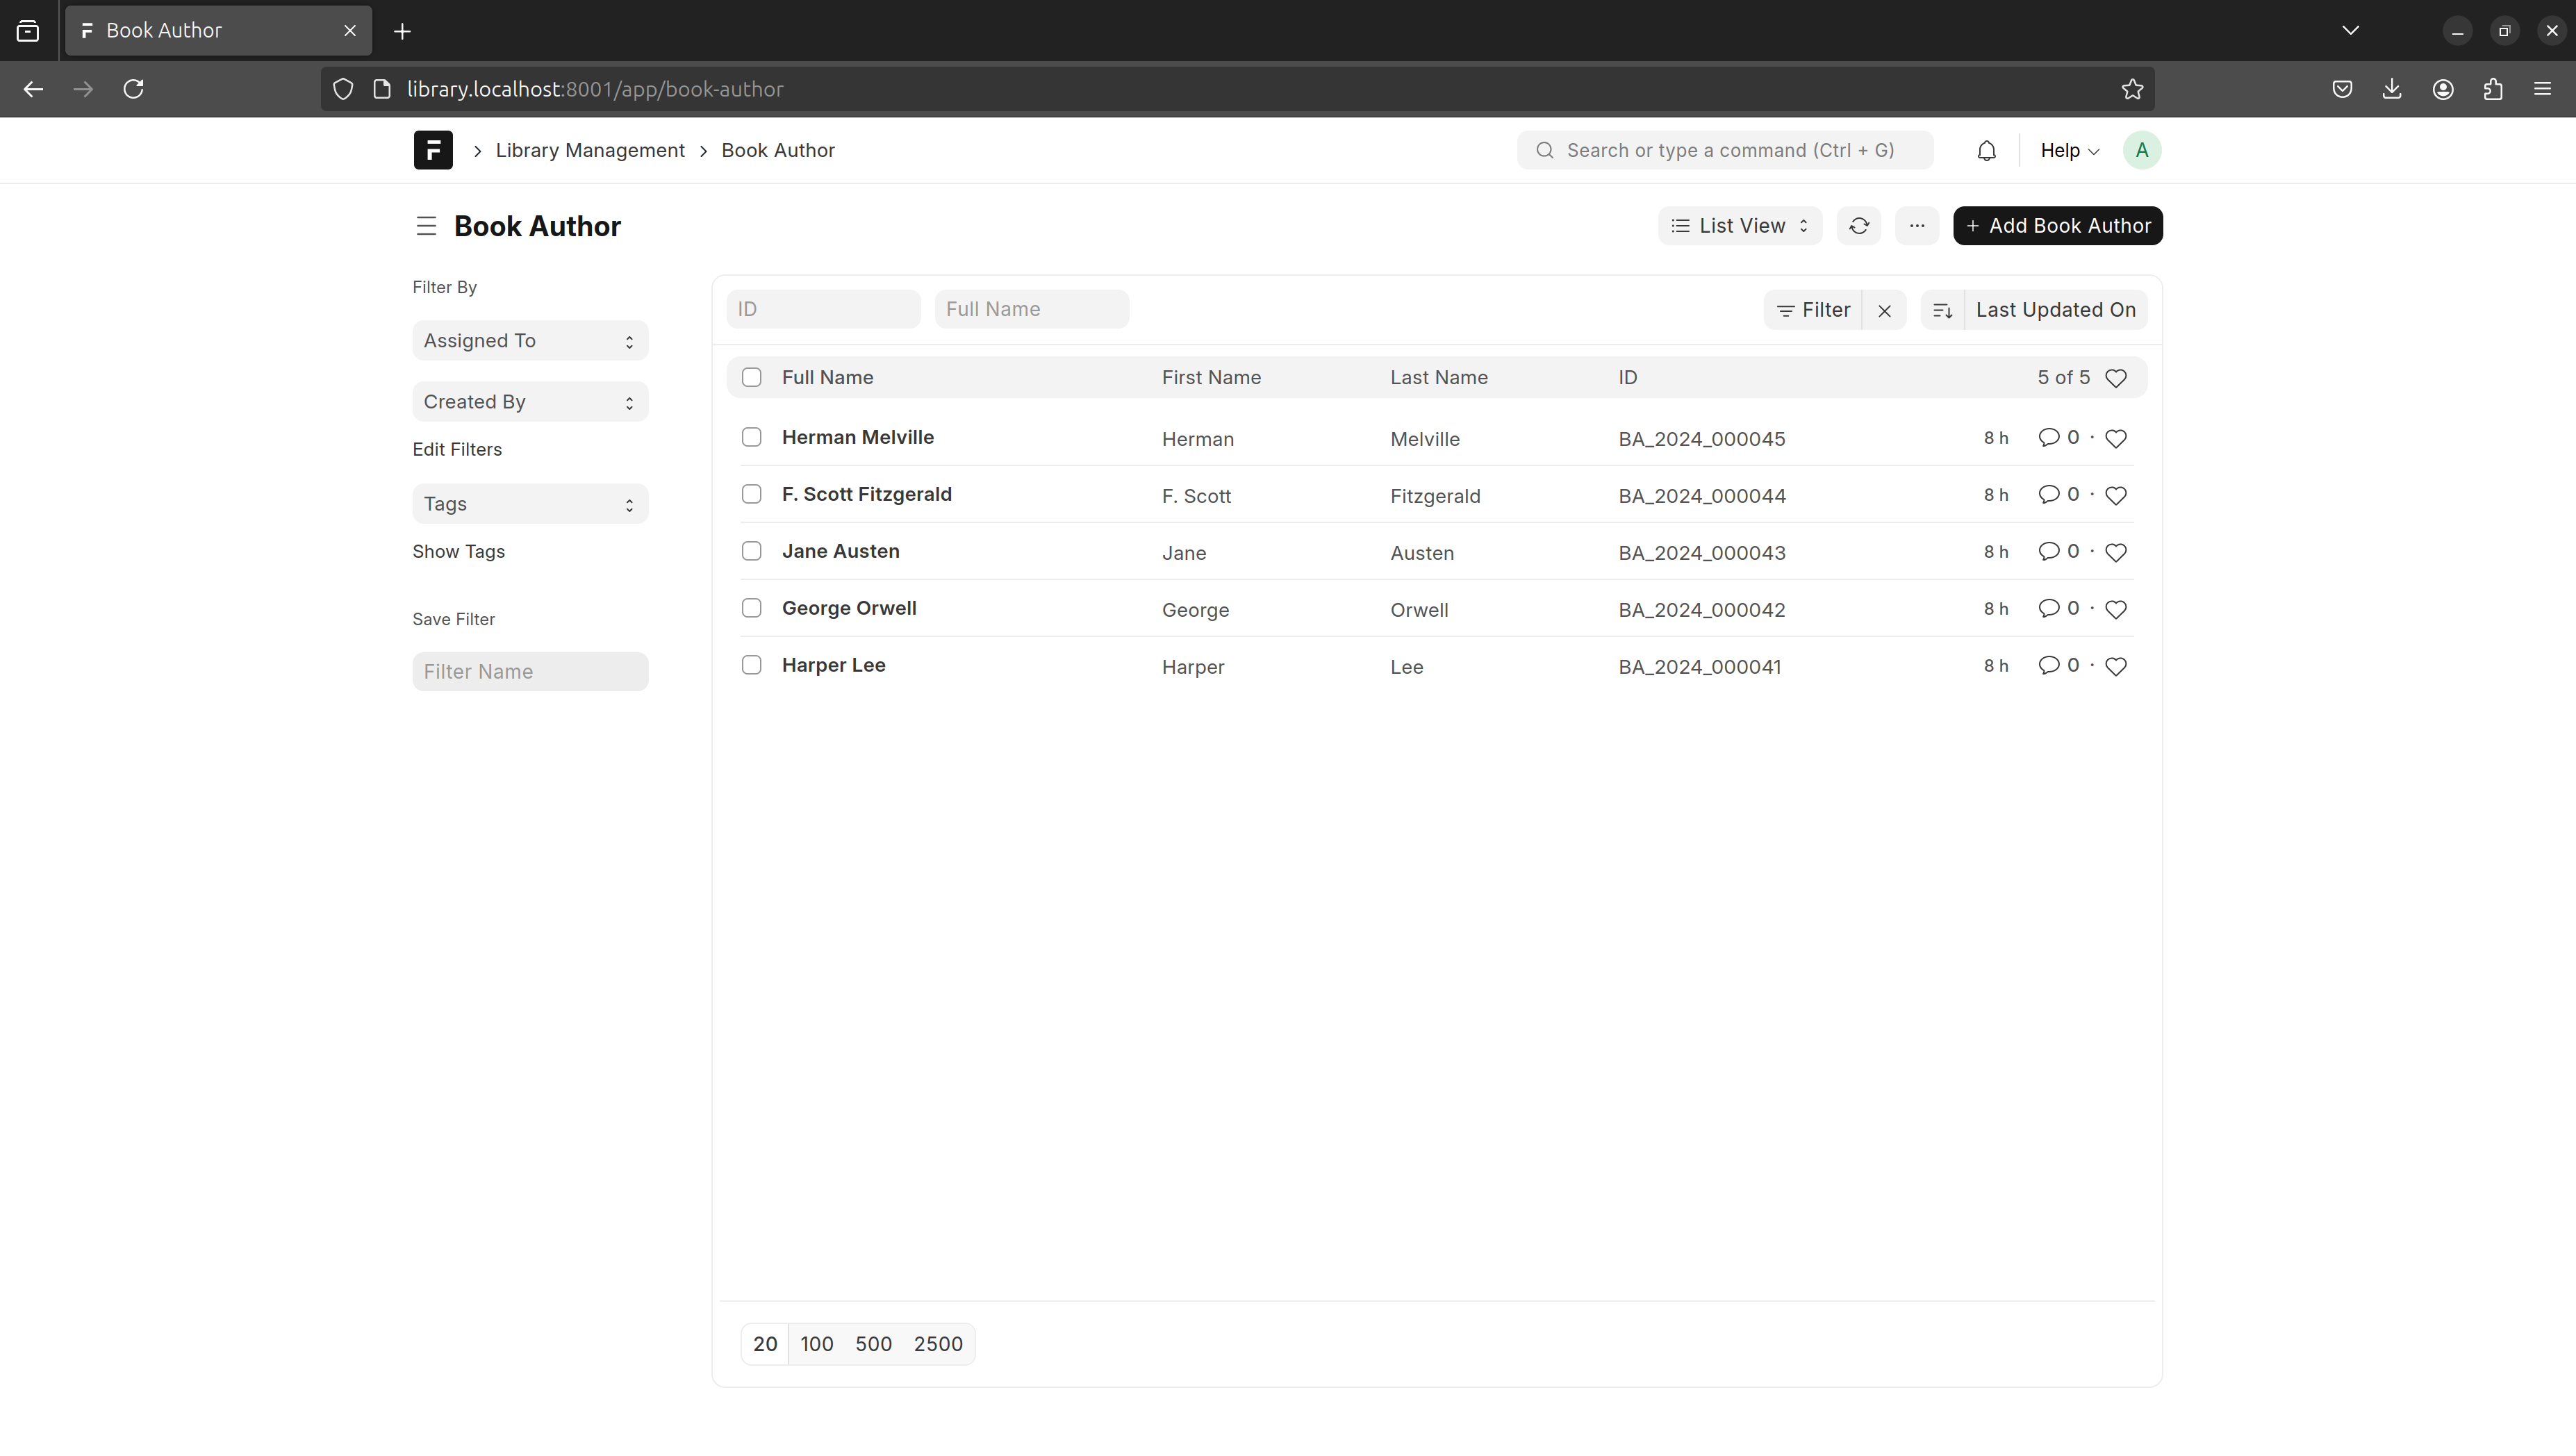 Book Author
library.localhost:8001/app/book-author
Library Management Book Author
Search or type a command (Ctrl + G)
Help
A
Book Author
List View
Add Book Author
Filter By
Assigned To
Created By
Edit Filters
Tags
Show Tags
Save Filter
Filter Name
ID Full Name Filter Last Updated On
Full Name First Name Last Name ID 5 of 5
Herman Melville Herman Melville BA_2024_000045 8 h 0 ·
F. Scott Fitzgerald F. Scott Fitzgerald BA_2024_000044 8 h 0 ·
Jane Austen Jane Austen BA_2024_000043 8 h 0 ·
George Orwell George Orwell BA_2024_000042 8 h 0 ·
Harper Lee Harper Lee BA_2024_000041 8 h 0 ·
20 100 500 2500